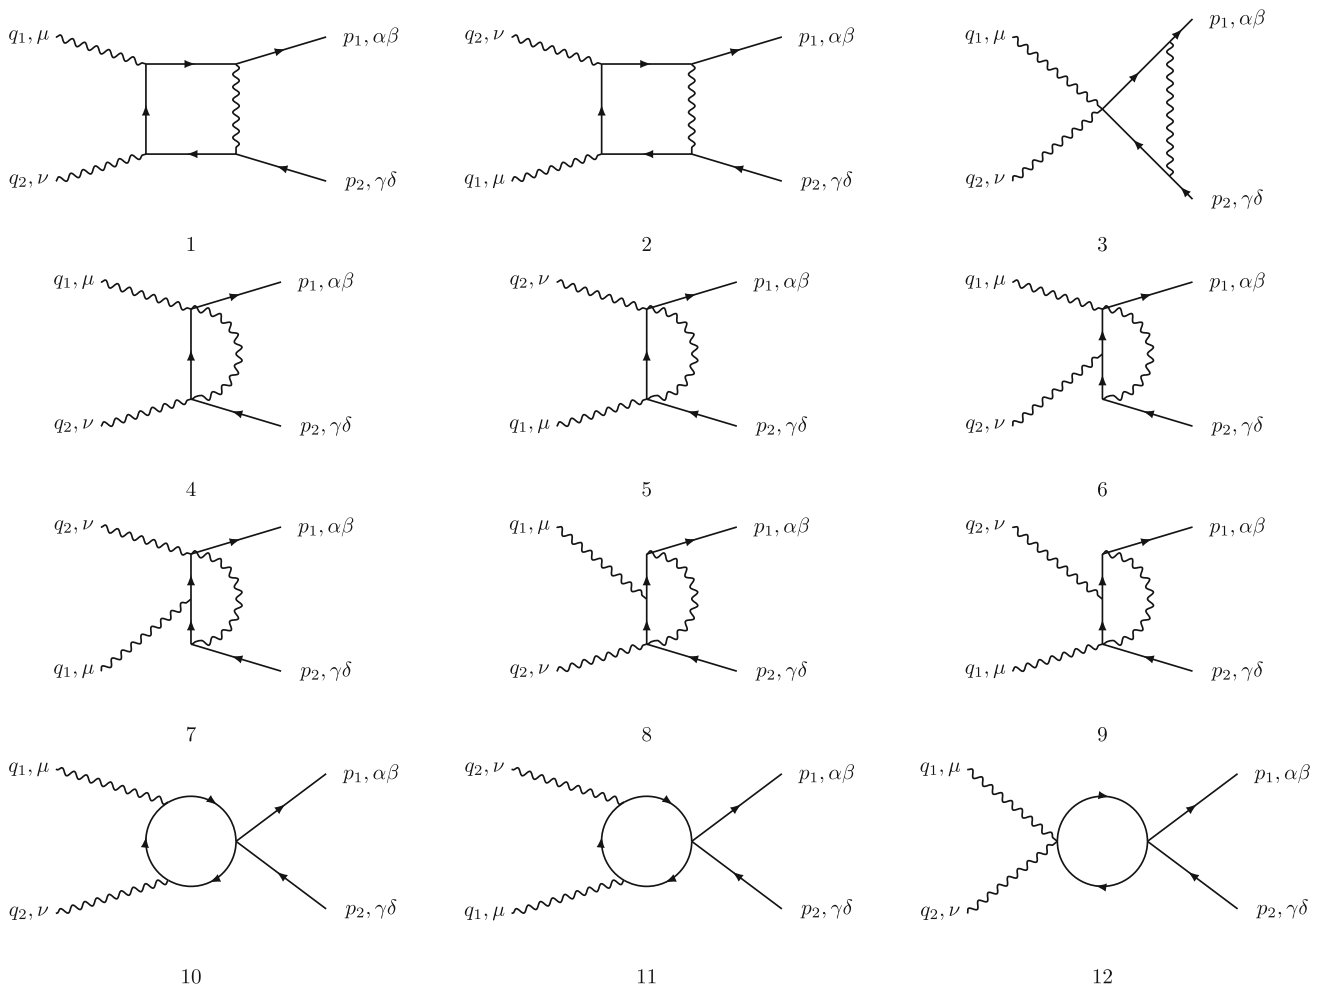 q₁, μ p₁, αβ q₂, ν p₁, αβ q₁, μ p₁, αβ
q₂, ν p₂, γδ q₁, μ p₂, γδ q₂, ν p₂, γδ
1 2 3
q₁, μ p₁, αβ q₂, ν p₁, αβ q₁, μ p₁, αβ
q₂, ν p₂, γδ q₁, μ p₂, γδ q₂, ν p₂, γδ
4 5 6
q₂, ν p₁, αβ q₁, μ p₁, αβ q₂, ν p₁, αβ
q₁, μ p₂, γδ q₂, ν p₂, γδ q₁, μ p₂, γδ
7 8 9
q₁, μ p₁, αβ q₂, ν p₁, αβ q₁, μ p₁, αβ
q₂, ν p₂, γδ q₁, μ p₂, γδ q₂, ν p₂, γδ
10 11 12